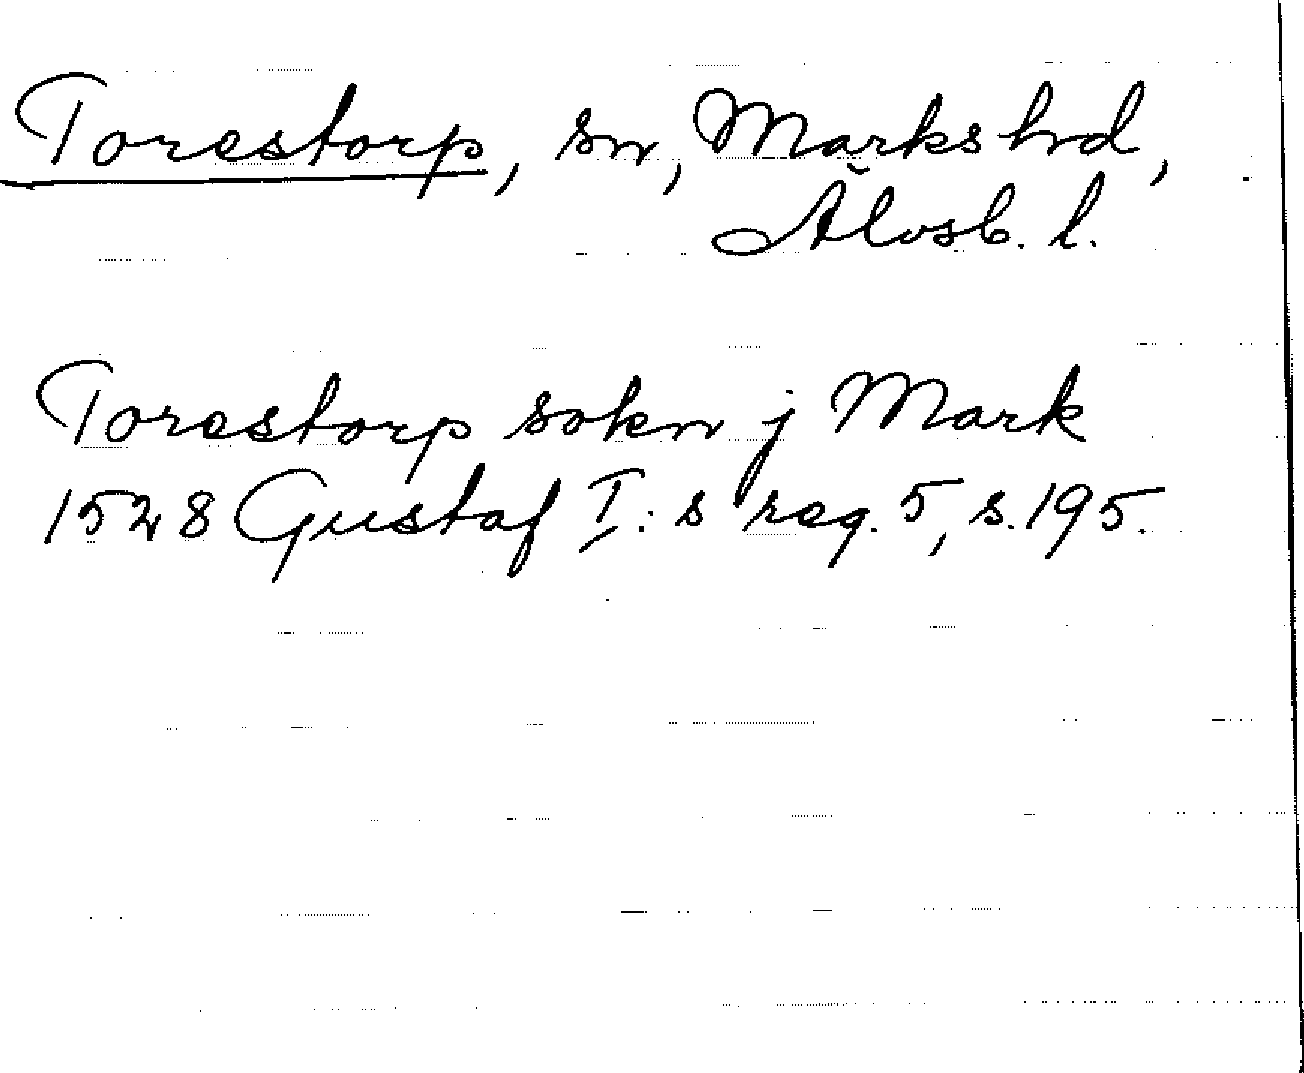 Torestorp, sn, Marks hd,
Älvsb. l.
Torestorp sokn j Mark
1528 Gustaf I:s reg. 5, s. 195.